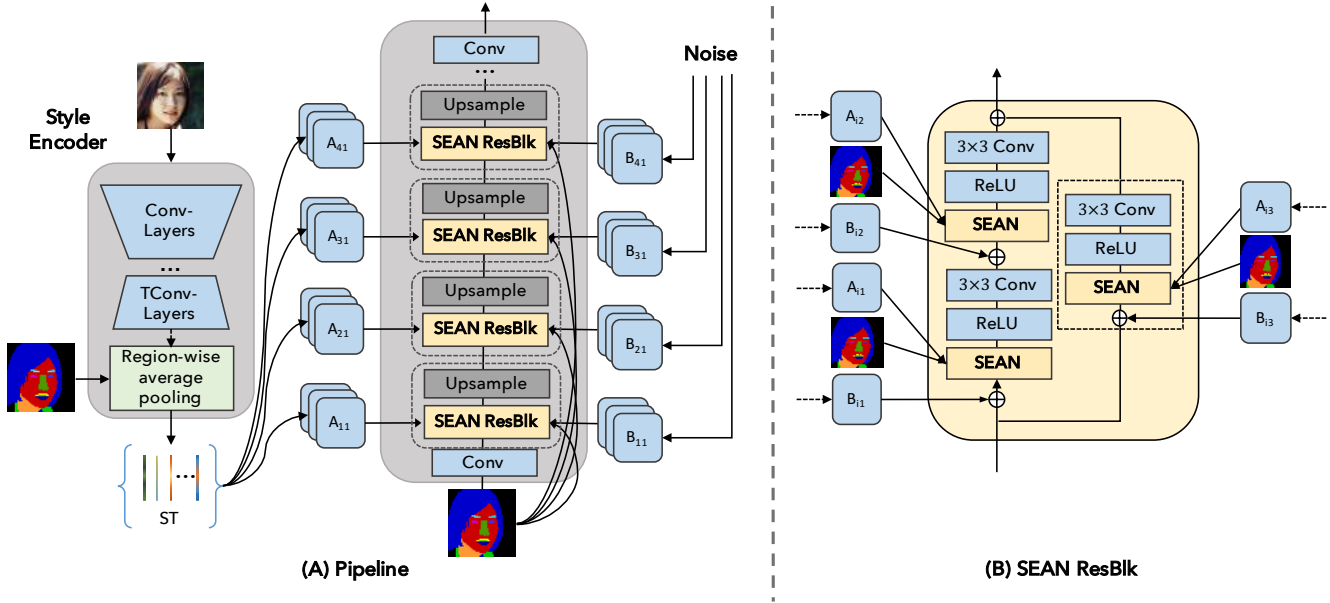 Style
Encoder
Conv-
Layers
...
TConv-
Layers
Region-wise
average
pooling
...
ST
A41
A31
A21
A11
Conv
...
Upsample
SEAN ResBlk
Upsample
SEAN ResBlk
Upsample
SEAN ResBlk
Upsample
SEAN ResBlk
Conv
Noise
B41
B31
B21
B11
(A) Pipeline
Ai2
Bi2
Ai1
Bi1
3×3 Conv
ReLU
SEAN
3×3 Conv
ReLU
SEAN
3×3 Conv
ReLU
SEAN
Ai3
Bi3
(B) SEAN ResBlk